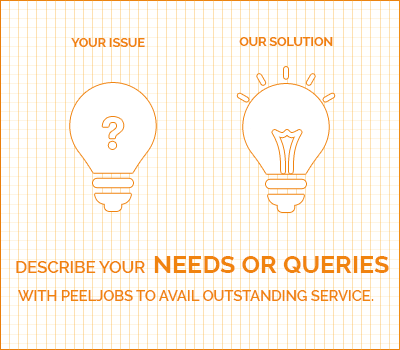 YOUR ISSUE
OUR SOLUTION
?
DESCRIBE YOUR NEEDS OR QUERIES
WITH PEELJOBS TO AVAIL OUTSTANDING SERVICE.